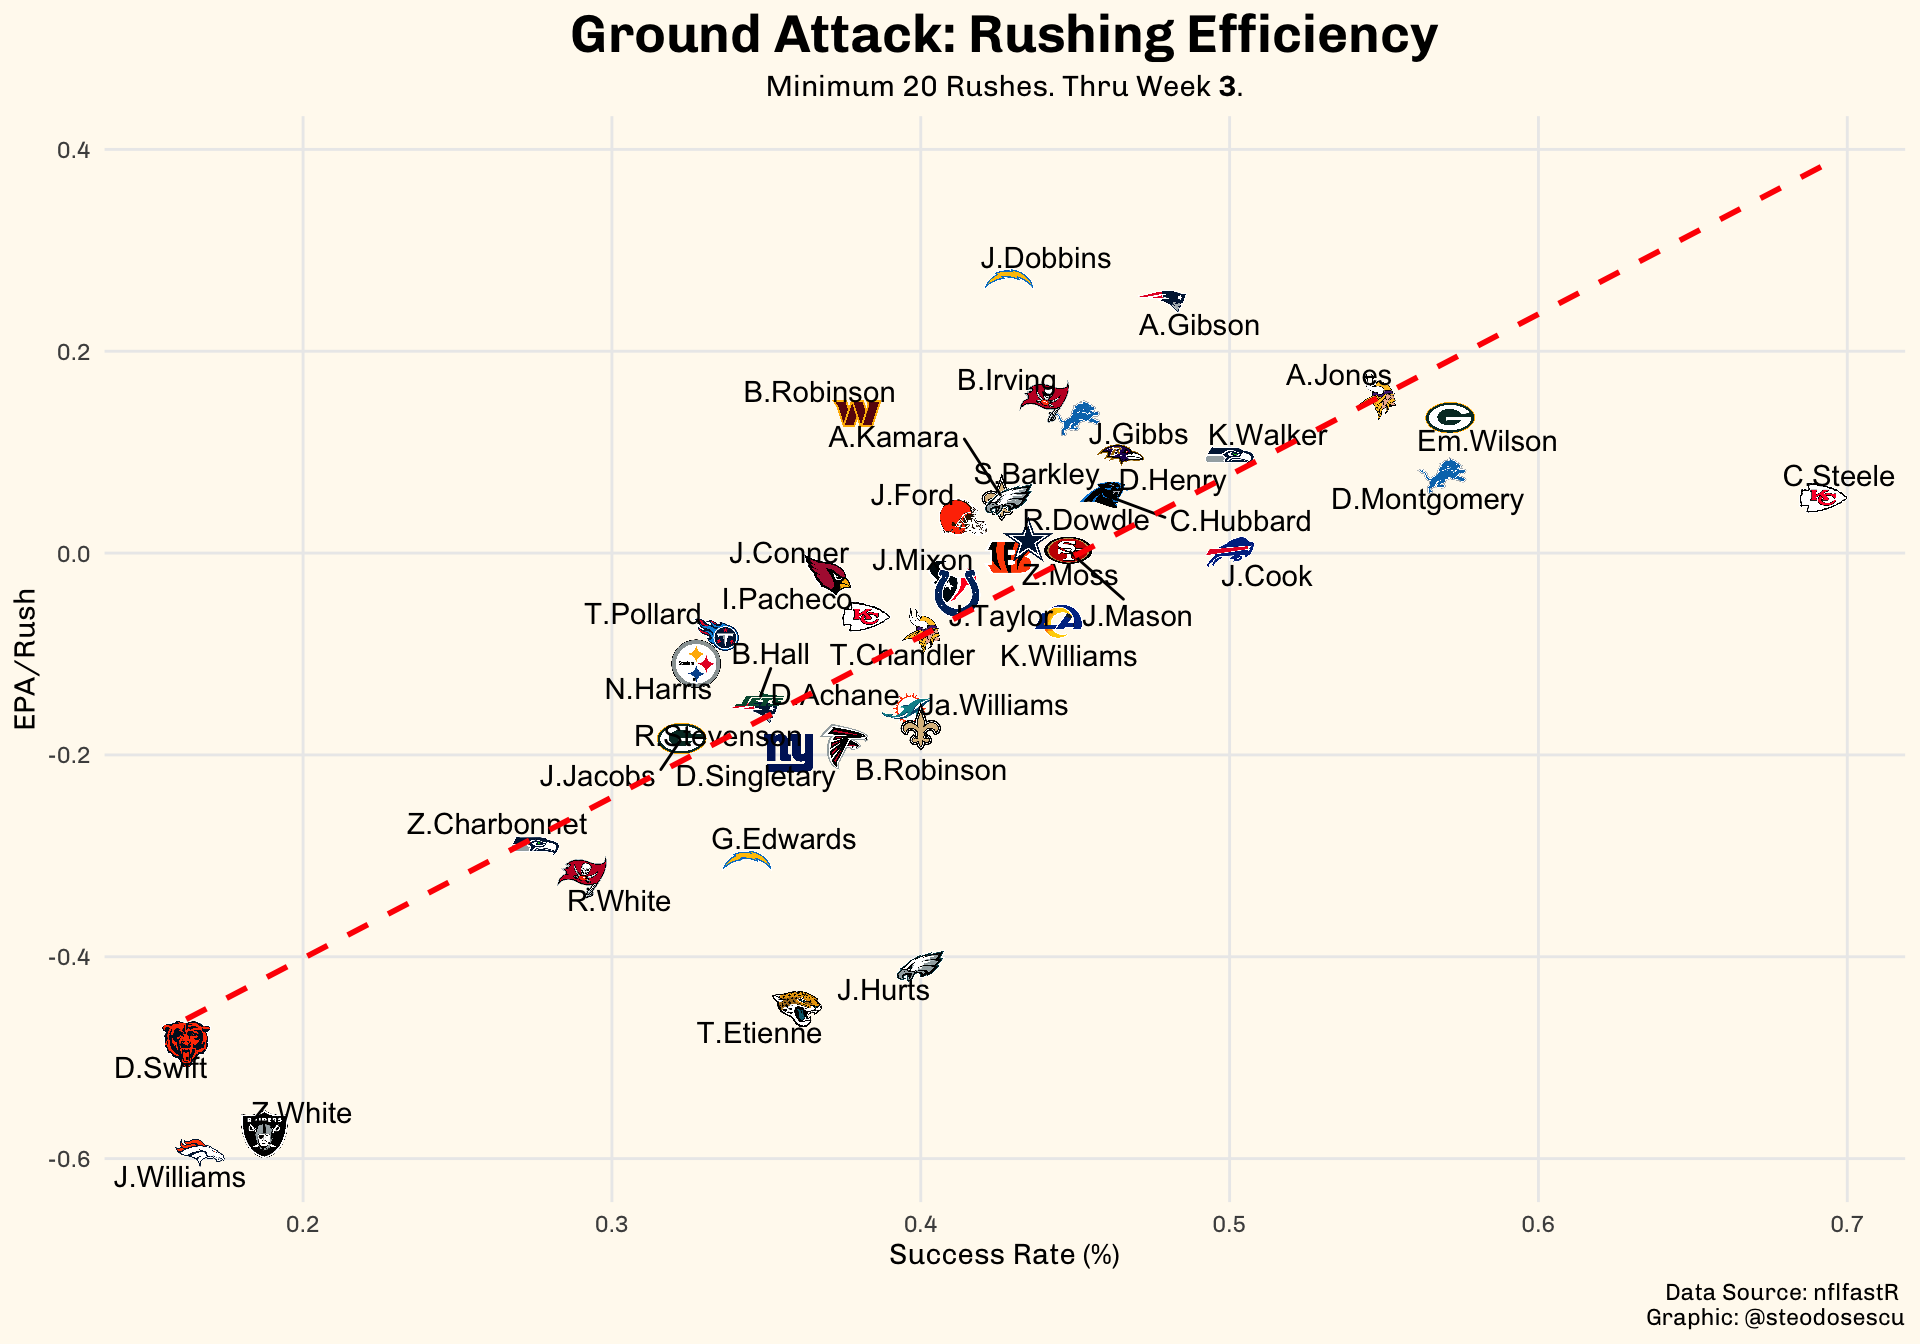 Ground Attack: Rushing Efficiency
Minimum 20 Rushes. Thru Week 3.
0.4
0.2
0.0
-0.2
-0.4
-0.6
EPA/Rush
J.Dobbins
A.Gibson
A.Jones
B.Irving
B.Robinson
J.Gibbs
K.Walker
Em.Wilson
A.Kamara
S.Barkley
D.Henry
C.Steele
J.Ford
D.Montgomery
R.Dowdle
C.Hubbard
J.Conner
J.Mixon
Z.Moss
J.Cook
I.Pacheco
T.Pollard
J.Taylor
J.Mason
B.Hall
T.Chandler
K.Williams
N.Harris
D.Achane
Ja.Williams
R.Stevenson
J.Jacobs
D.Singletary
B.Robinson
Z.Charbonnet
G.Edwards
R.White
J.Hurts
T.Etienne
D.Swift
Z.White
J.Williams
0.2
0.3
0.4
0.5
0.6
0.7
Success Rate (%)
Data Source: nflfastR
Graphic: @steodosescu